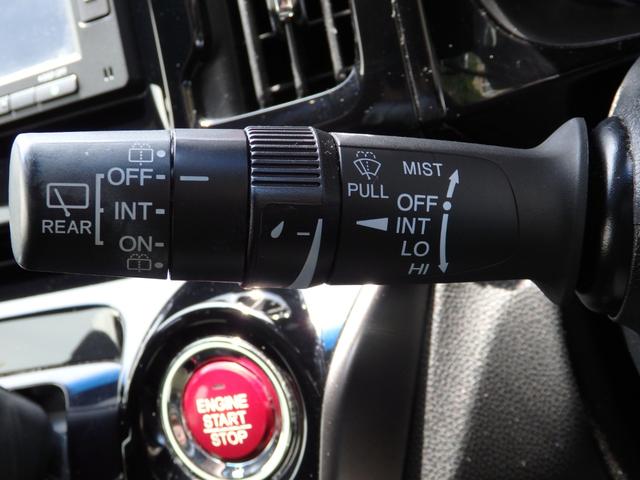 OFF
INT
ON
REAR
PULL
MIST
OFF
INT
LO
HI
ENGINE
START
STOP